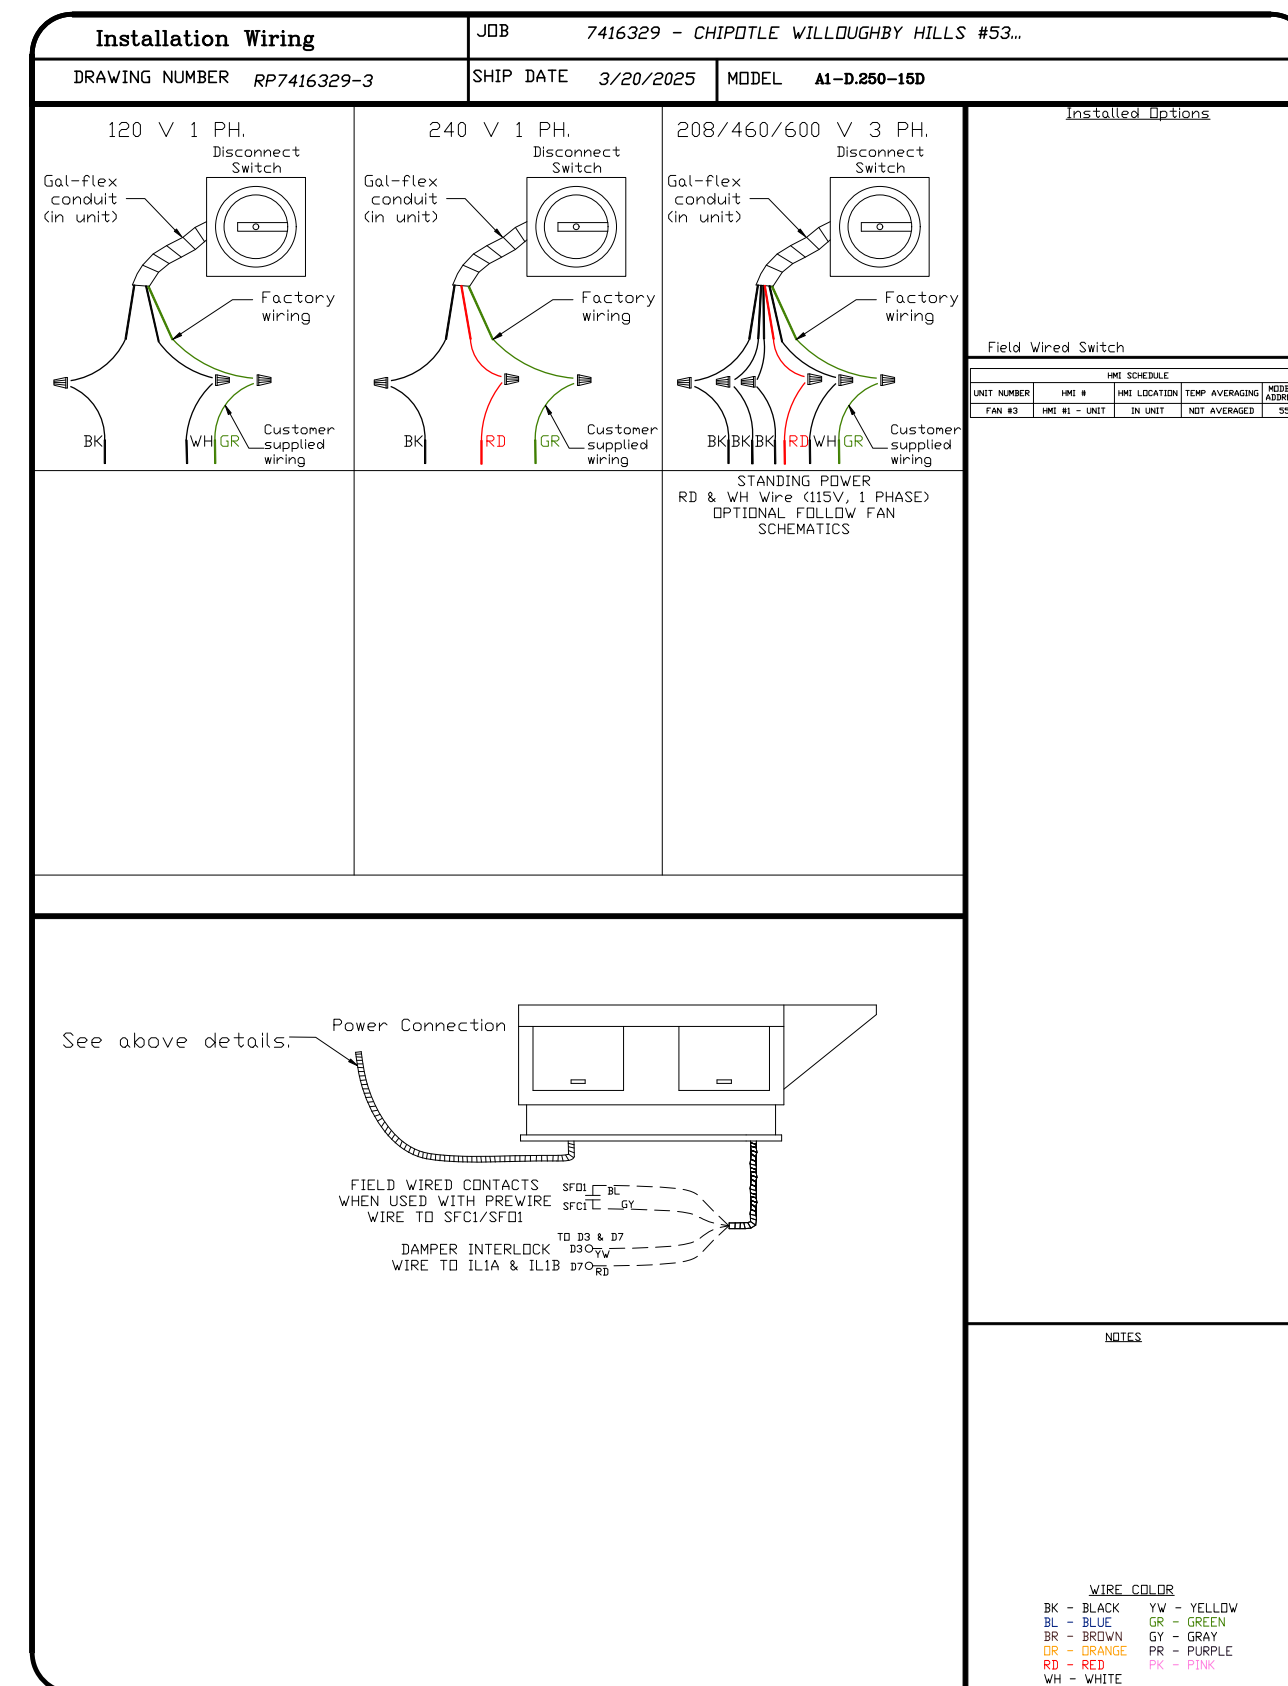 Installation Wiring
JOB 7416329 - CHIPOTLE WILLOUGHBY HILLS #53...
DRAWING NUMBER RP7416329-3
SHIP DATE 3/20/2025
MODEL A1-D.250-15D
120 V 1 PH.
Disconnect
Switch
Gal-flex
conduit
(in unit)
Factory
wiring
BK WH GR
Customer
supplied
wiring
240 V 1 PH.
Disconnect
Switch
Gal-flex
conduit
(in unit)
Factory
wiring
BK RD GR
Customer
supplied
wiring
208/460/600 V 3 PH.
Disconnect
Switch
Gal-flex
conduit
(in unit)
Factory
wiring
BK BK BK RD WH GR
Customer
supplied
wiring
STANDING POWER
RD & WH Wire (115V, 1 PHASE)
OPTIONAL FOLLOW FAN
SCHEMATICS
Installed Options
Field Wired Switch
HMI SCHEDULE
UNIT NUMBER HMI # HMI LOCATION TEMP AVERAGING
FAN #3 HMI #1 - UNIT IN UNIT NOT AVERAGED 55
See above details.
Power Connection
FIELD WIRED CONTACTS
WHEN USED WITH PREWIRE
WIRE TO SFC1/SFO1
SFO1 BL
SFC1 GY
TO D3 & D7
DAMPER INTERLOCK
WIRE TO IL1A & IL1B
D3 YW
D7 RD
NOTES
WIRE COLOR
BK - BLACK YW - YELLOW
BL - BLUE GR - GREEN
BR - BROWN GY - GRAY
OR - ORANGE PR - PURPLE
RD - RED PK - PINK
WH - WHITE